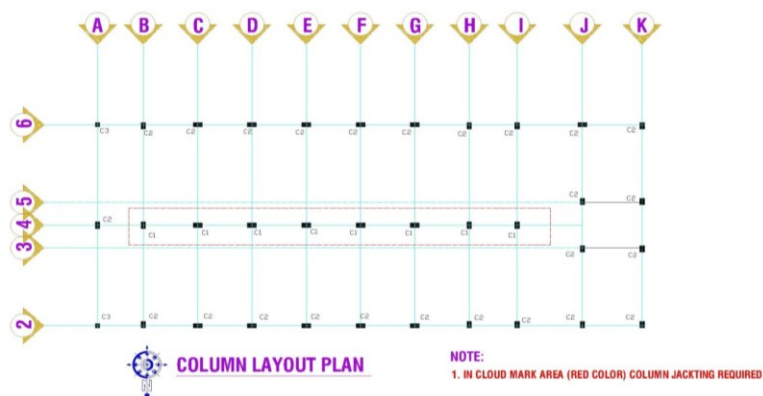 A B C D E F G H I J K
6
C3 C2 C2 C2 C2 C2 C2 C2 C2 C2 C2
5
C2 C2
4
C2
C1 C1 C1 C1 C1 C1 C1 C1
3
C2 C2
C3 C2 C2 C2 C2 C2 C2 C2 C2 C2 C2
2
N
COLUMN LAYOUT PLAN
NOTE:
1. IN CLOUD MARK AREA (RED COLOR) COLUMN JACKTING REQUIRED